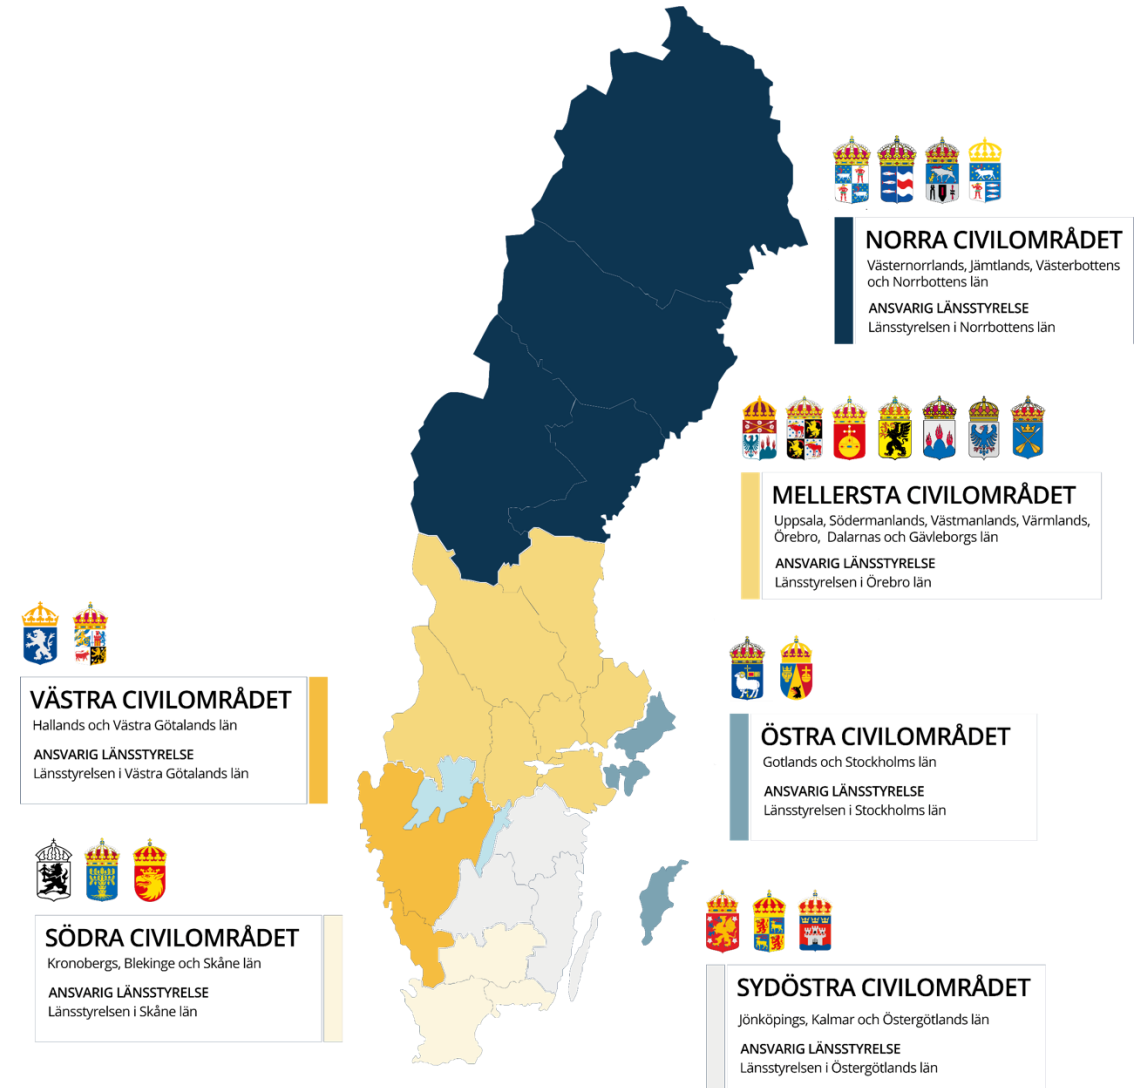 NORRA CIVILOMRÅDET
Västernorrlands, Jämtlands, Västerbottens
och Norrbottens län
ANSVARIG LÄNSSTYRELSE
Länsstyrelsen i Norrbottens län
MELLERSTA CIVILOMRÅDET
Uppsala, Södermanlands, Västmanlands, Värmlands,
Örebro, Dalarnas och Gävleborgs län
ANSVARIG LÄNSSTYRELSE
Länsstyrelsen i Örebro län
VÄSTRA CIVILOMRÅDET
Hallands och Västra Götalands län
ANSVARIG LÄNSSTYRELSE
Länsstyrelsen i Västra Götalands län
ÖSTRA CIVILOMRÅDET
Gotlands och Stockholms län
ANSVARIG LÄNSSTYRELSE
Länsstyrelsen i Stockholms län
SÖDRA CIVILOMRÅDET
Kronobergs, Blekinge och Skåne län
ANSVARIG LÄNSSTYRELSE
Länsstyrelsen i Skåne län
SYDÖSTRA CIVILOMRÅDET
Jönköpings, Kalmar och Östergötlands län
ANSVARIG LÄNSSTYRELSE
Länsstyrelsen i Östergötlands län